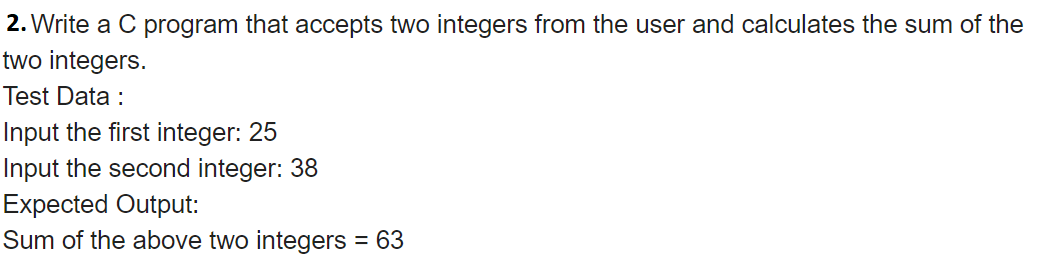 2. Write a C program that accepts two integers from the user and calculates the sum of the
two integers.
Test Data :
Input the first integer: 25
Input the second integer: 38
Expected Output:
Sum of the above two integers = 63